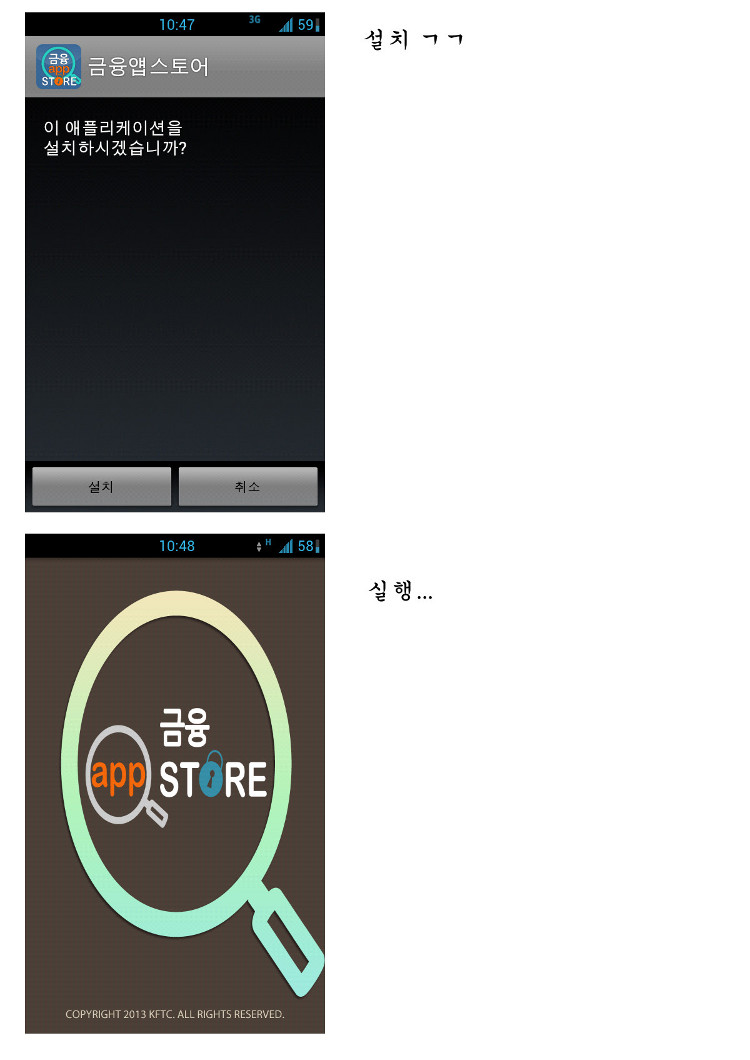 10:47 3G 59
설치 ㄱㄱ
금융 app STORE 금융앱스토어
이 애플리케이션을
설치하시겠습니까?
설치 취소
10:48 H 58
실행...
금융
app STORE
COPYRIGHT 2013 KFTC. ALL RIGHTS RESERVED.